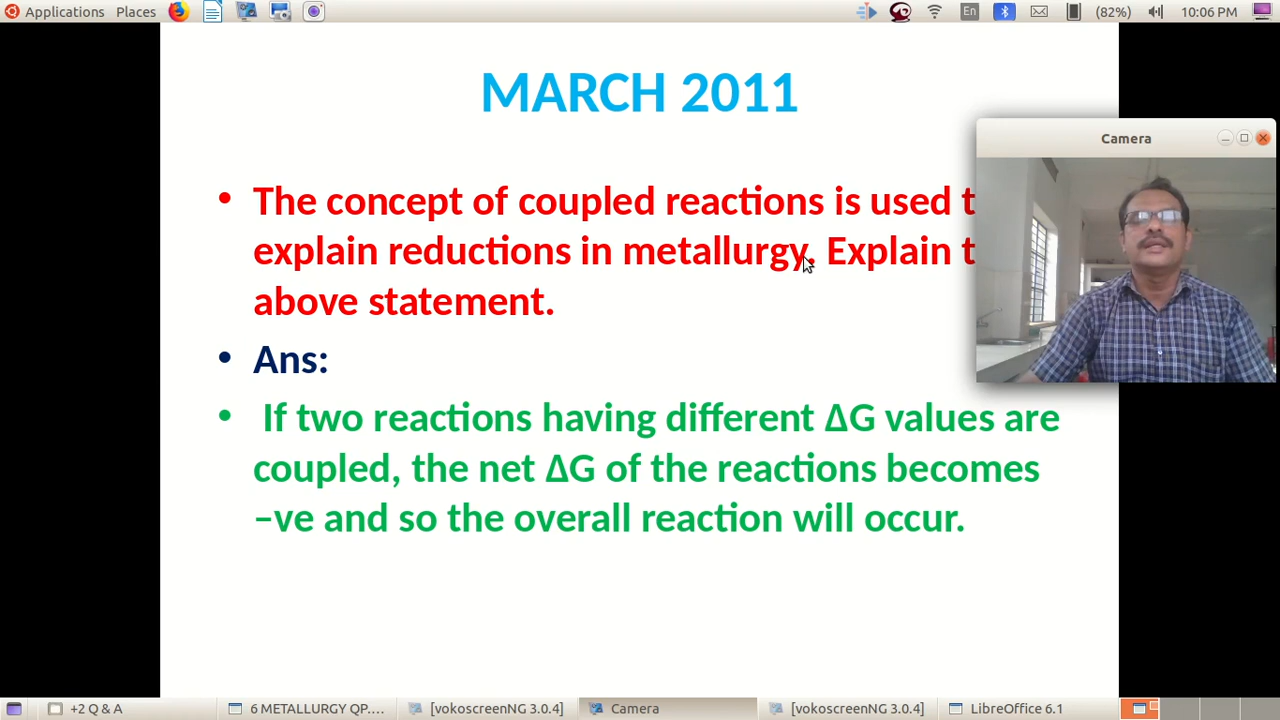 Applications Places En (82%) 10:06 PM
MARCH 2011
Camera
• The concept of coupled reactions is used t
explain reductions in metallurgy. Explain t
above statement.
• Ans:
• If two reactions having different ΔG values are
coupled, the net ΔG of the reactions becomes
–ve and so the overall reaction will occur.
+2 Q & A 6 METALLURGY QP.... [vokoscreenNG 3.0.4] Camera [vokoscreenNG 3.0.4] LibreOffice 6.1